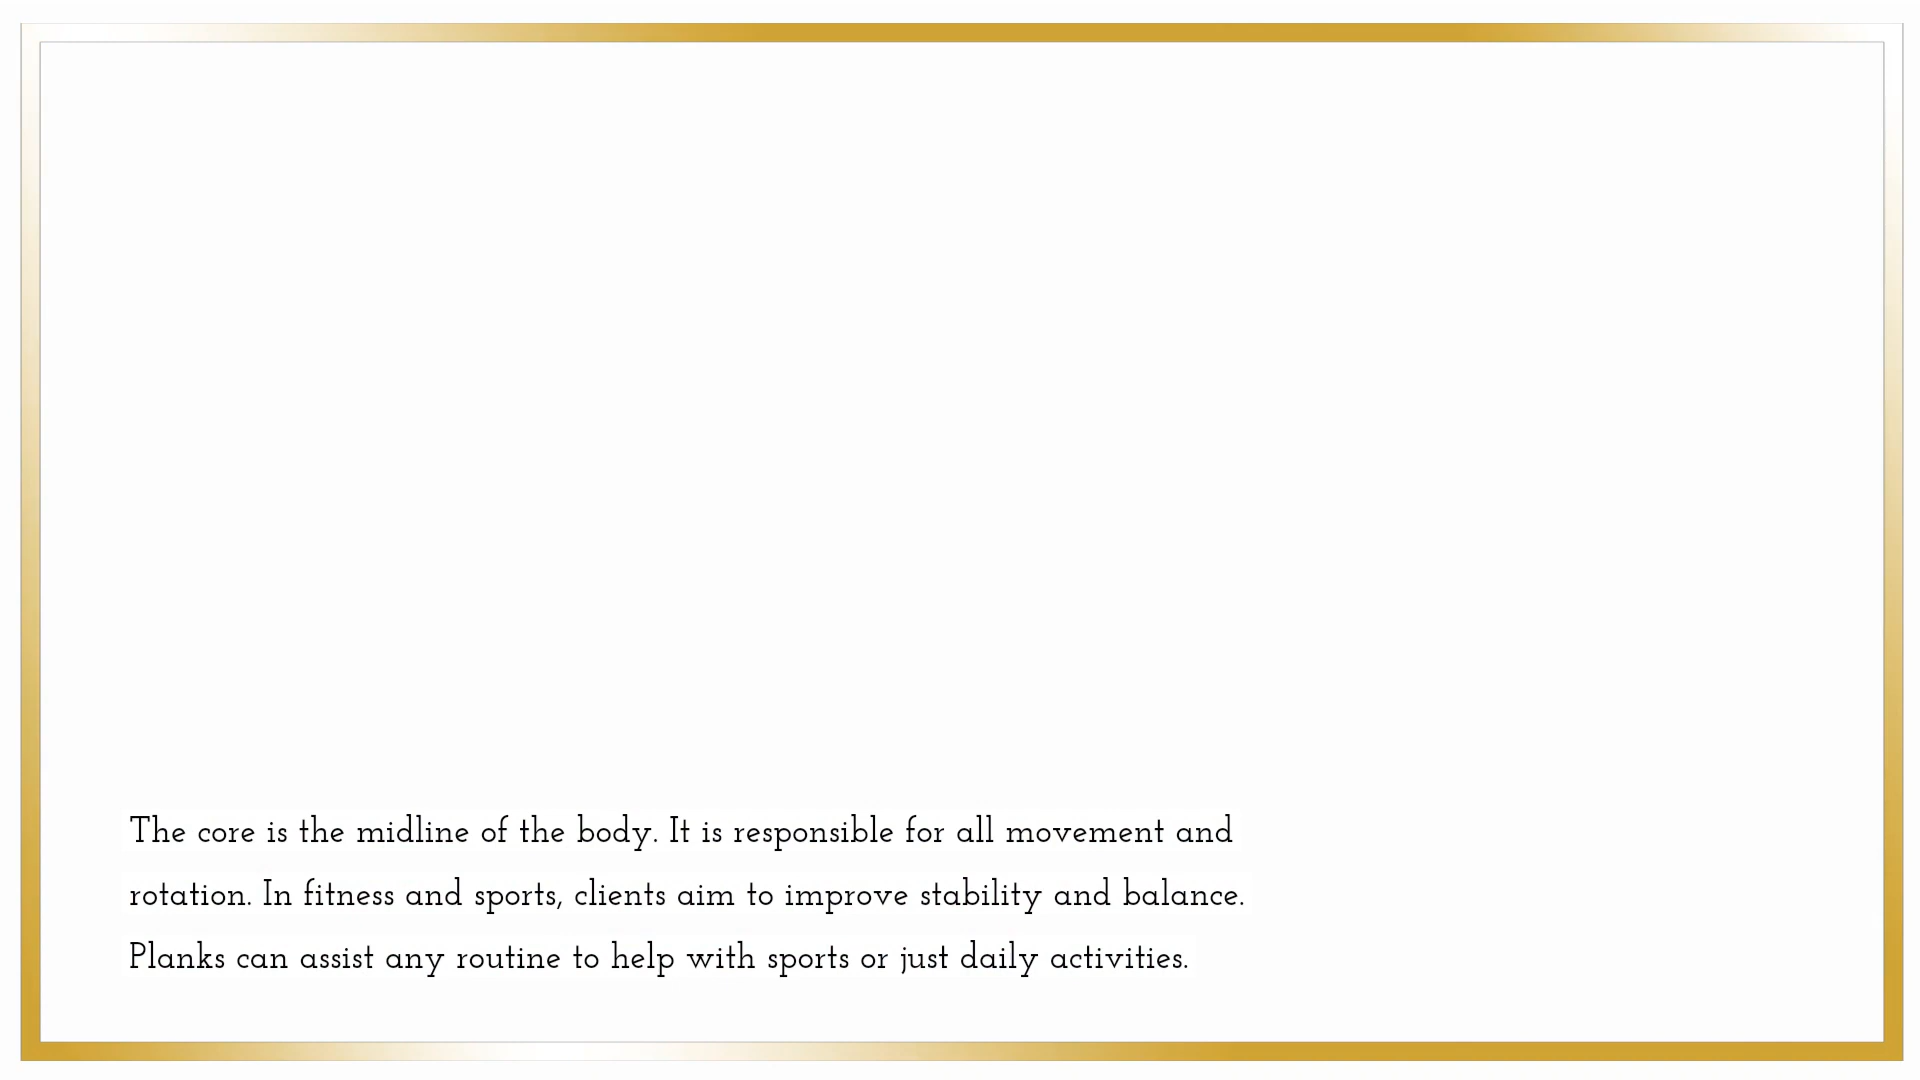 The core is the midline of the body. It is responsible for all movement and
rotation. In fitness and sports, clients aim to improve stability and balance.
Planks can assist any routine to help with sports or just daily activities.